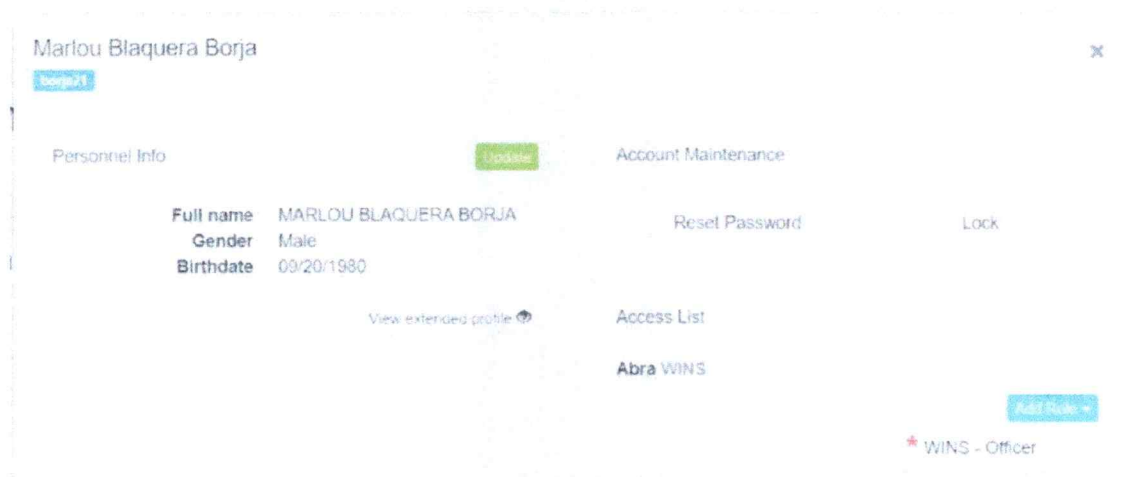 Marlou Blaquera Borja
borja21
Personnel Info
Update
Full name MARLOU BLAQUERA BORJA
Gender Male
Birthdate 09/20/1980
View extended profile
Account Maintenance
Reset Password Lock
Access List
Abra WINS
Add Role
* WINS - Officer